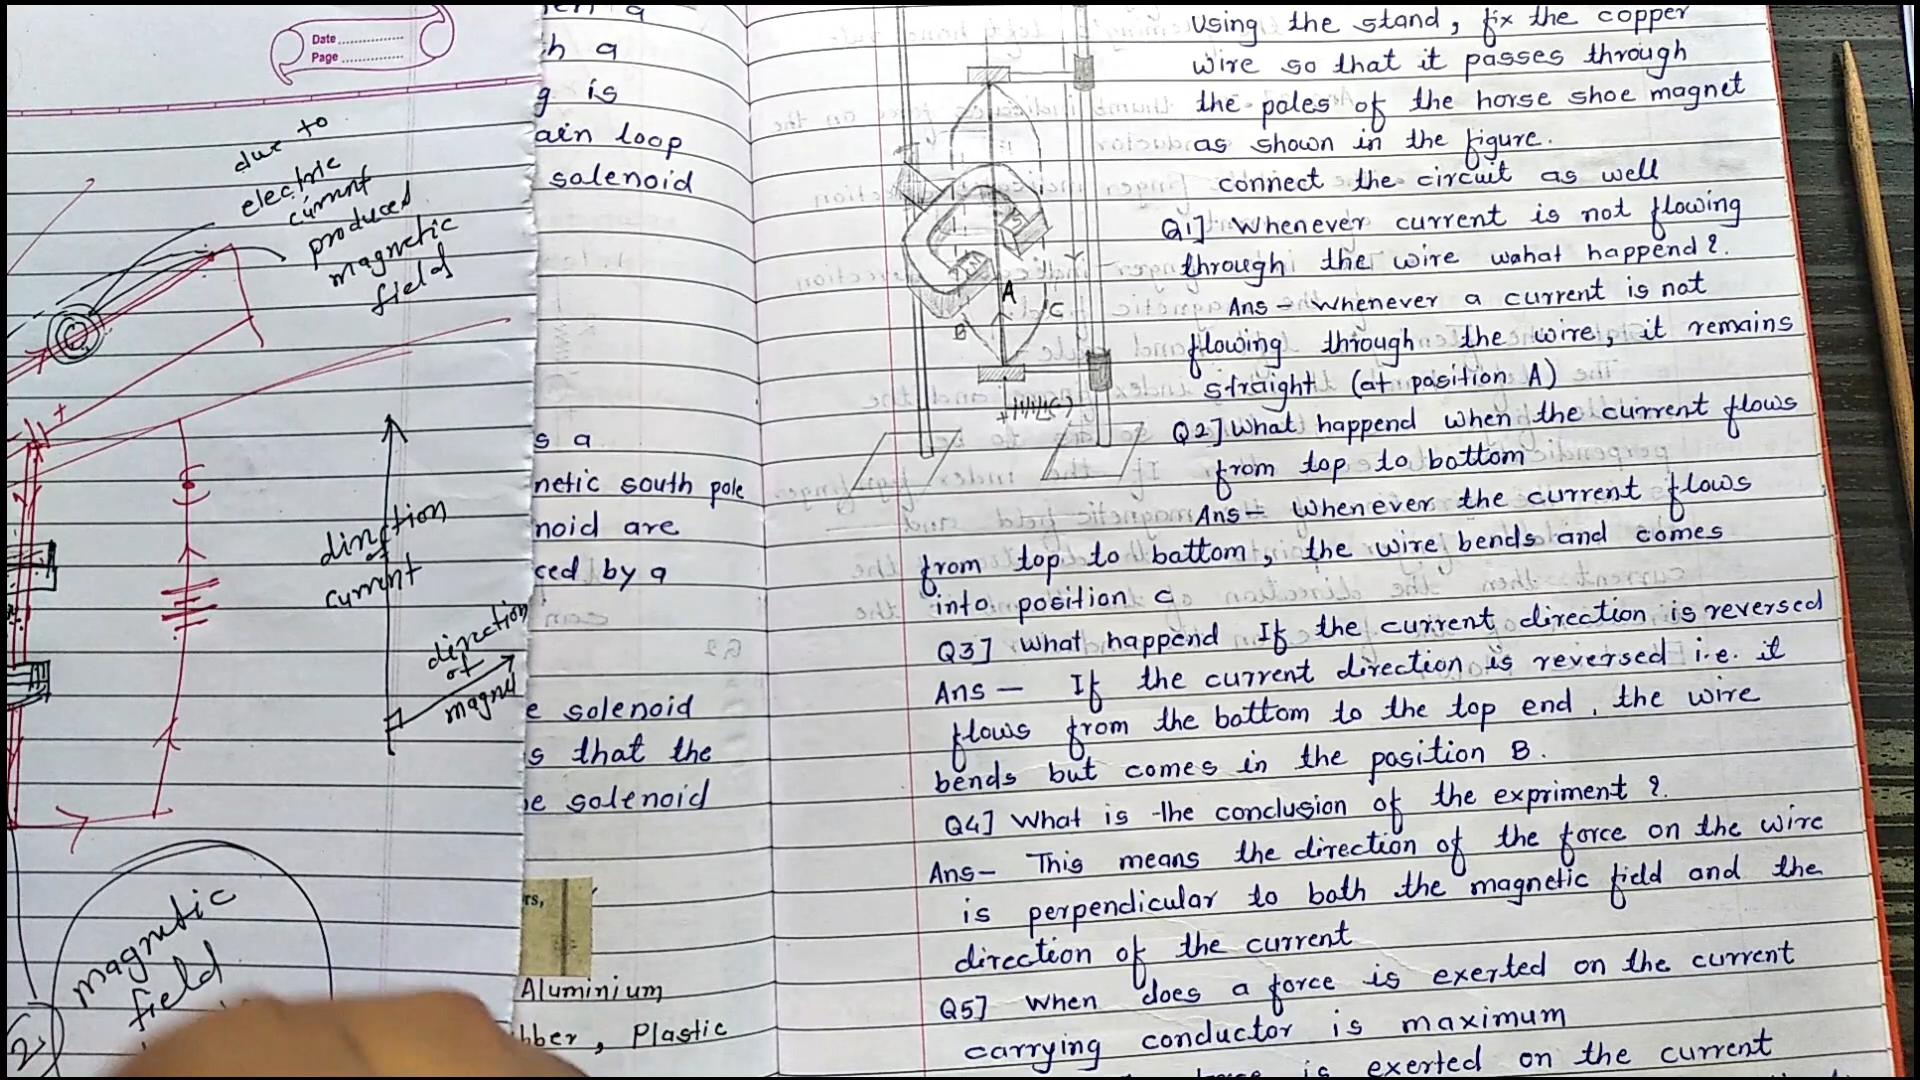 Date ................
Page ................
due to
electric
current
produced
magnetic
field
direction
of
current
direction
of
magne
magnetic
field
2)
h a
g is
ain loop
solenoid
s a
netic south pole
noid are
ced by a
e solenoid
s that the
e solenoid
rs,
Aluminium
bber, Plastic
Using the stand, fix the copper
wire so that it passes through
the poles of the horse shoe magnet
as shown in the figure.
connect the circuit as well
Q1] Whenever current is not flowing
through the wire wahat happend?.
Ans - Whenever a current is not
flowing through the wire, it remains
straight (at position A)
A
B
C
Q2] What happend when the current flows
from top to bottom
Ans - Whenever the current flows
from top to bottom, the wire bends and comes
into position C
Q3] What happend If the current direction is reversed
Ans - If the current direction is reversed i.e. it
flows from the bottom to the top end, the wire
bends but comes in the position B.
Q4] What is the conclusion of the expriment?.
Ans- This means the direction of the force on the wire
is perpendicular to both the magnetic field and the
direction of the current
Q5] When does a force is exerted on the current
carrying conductor is maximum
is exerted on the current